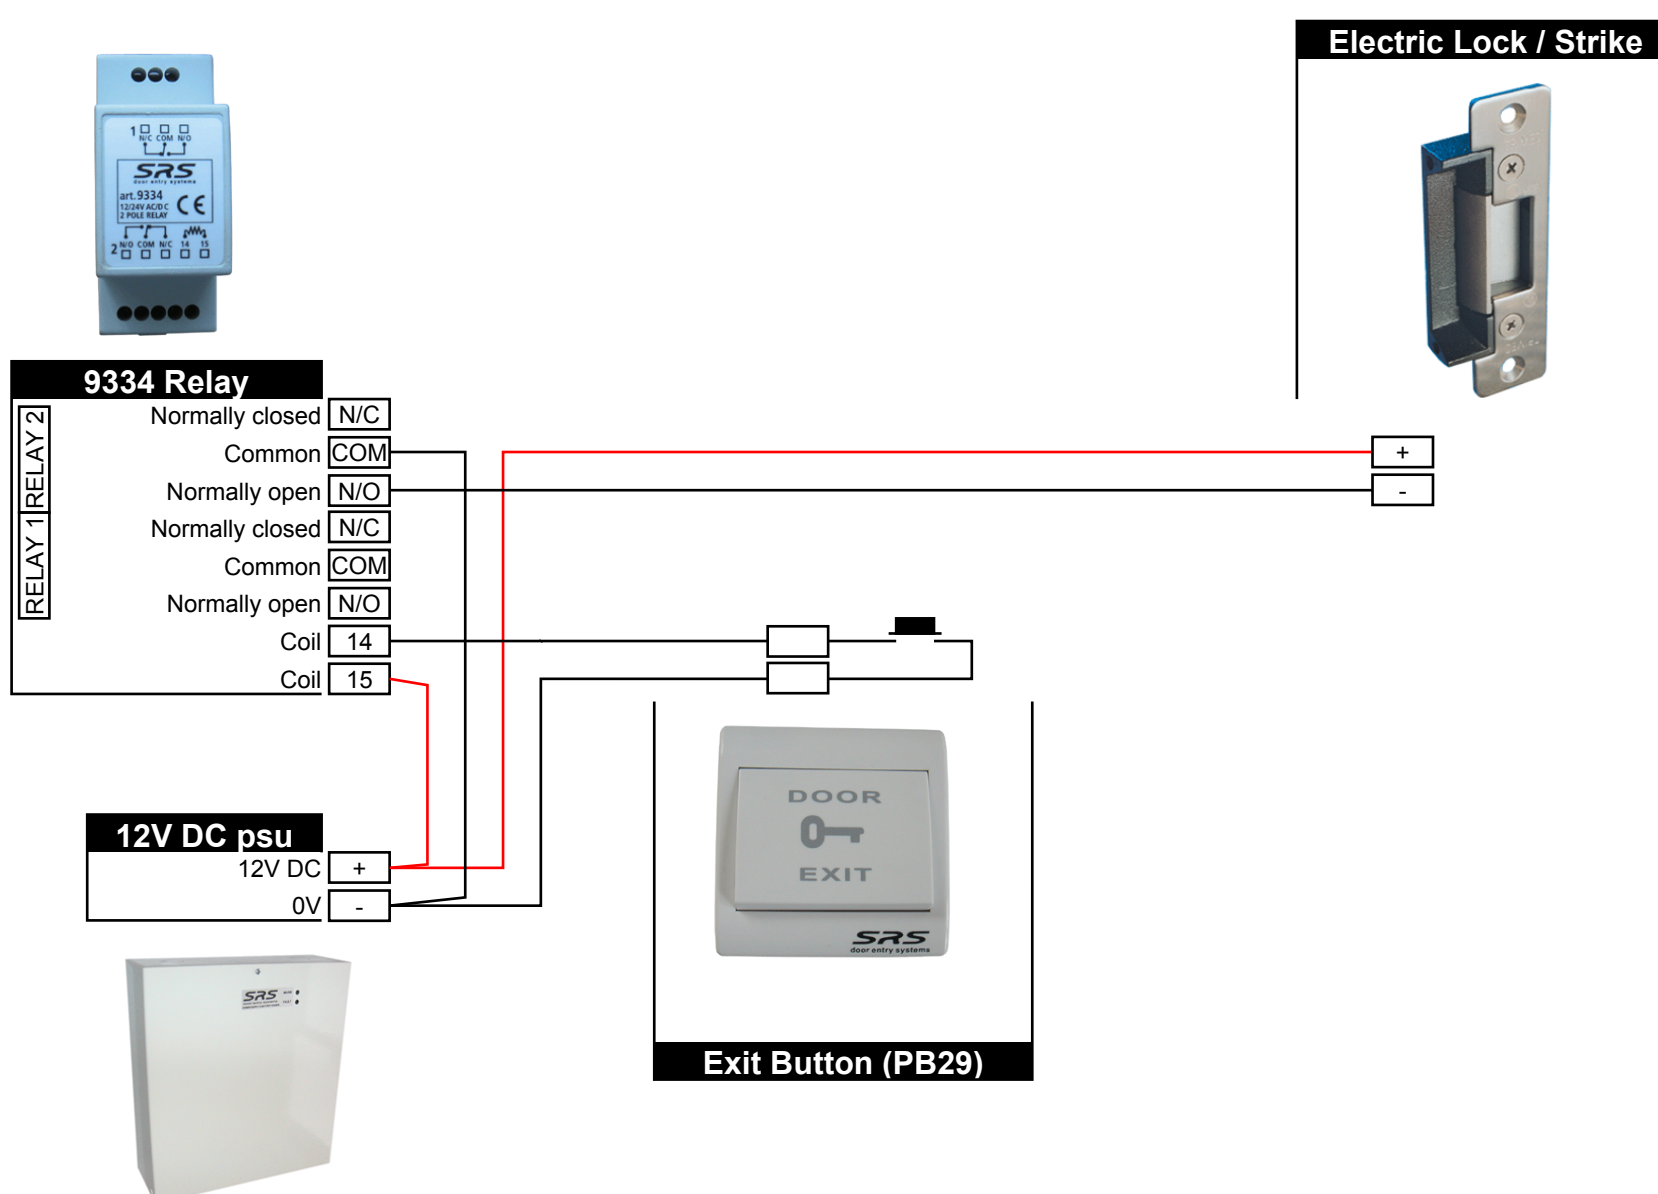 Electric Lock / Strike
1
N/C COM N/O
SRS
door entry systems
art.9334
12/24V AC/DC
2 POLE RELAY
CE
N/O COM N/C 14 15
2
9334 Relay
RELAY 2
Normally closed N/C
Common COM
Normally open N/O
RELAY 1
Normally closed N/C
Common COM
Normally open N/O
Coil 14
Coil 15
+
-
12V DC psu
12V DC +
0V -
DOOR
EXIT
SRS
door entry systems
Exit Button (PB29)
SRS